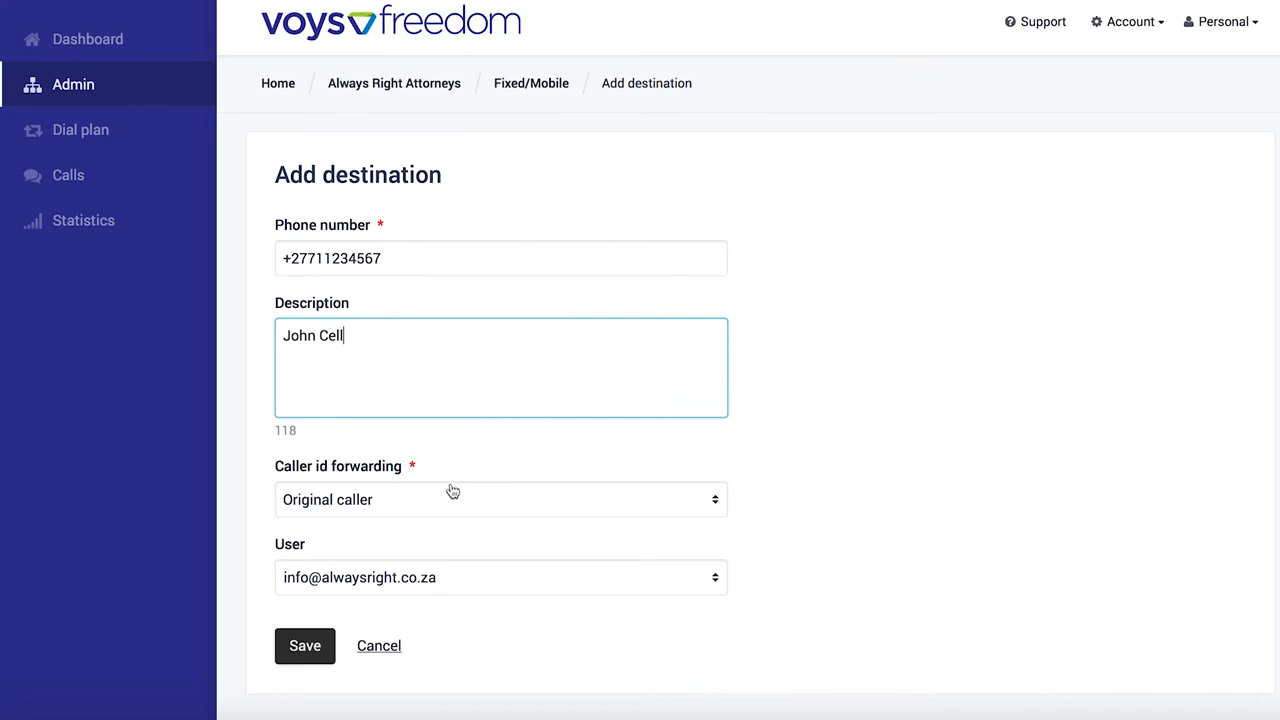 voys freedom
Support
Account
Personal
Dashboard
Admin
Dial plan
Calls
Statistics
Home
Always Right Attorneys
Fixed/Mobile
Add destination
Add destination
Phone number *
+27711234567
Description
John Cell
118
Caller id forwarding *
Original caller
User
info@alwaysright.co.za
Save
Cancel